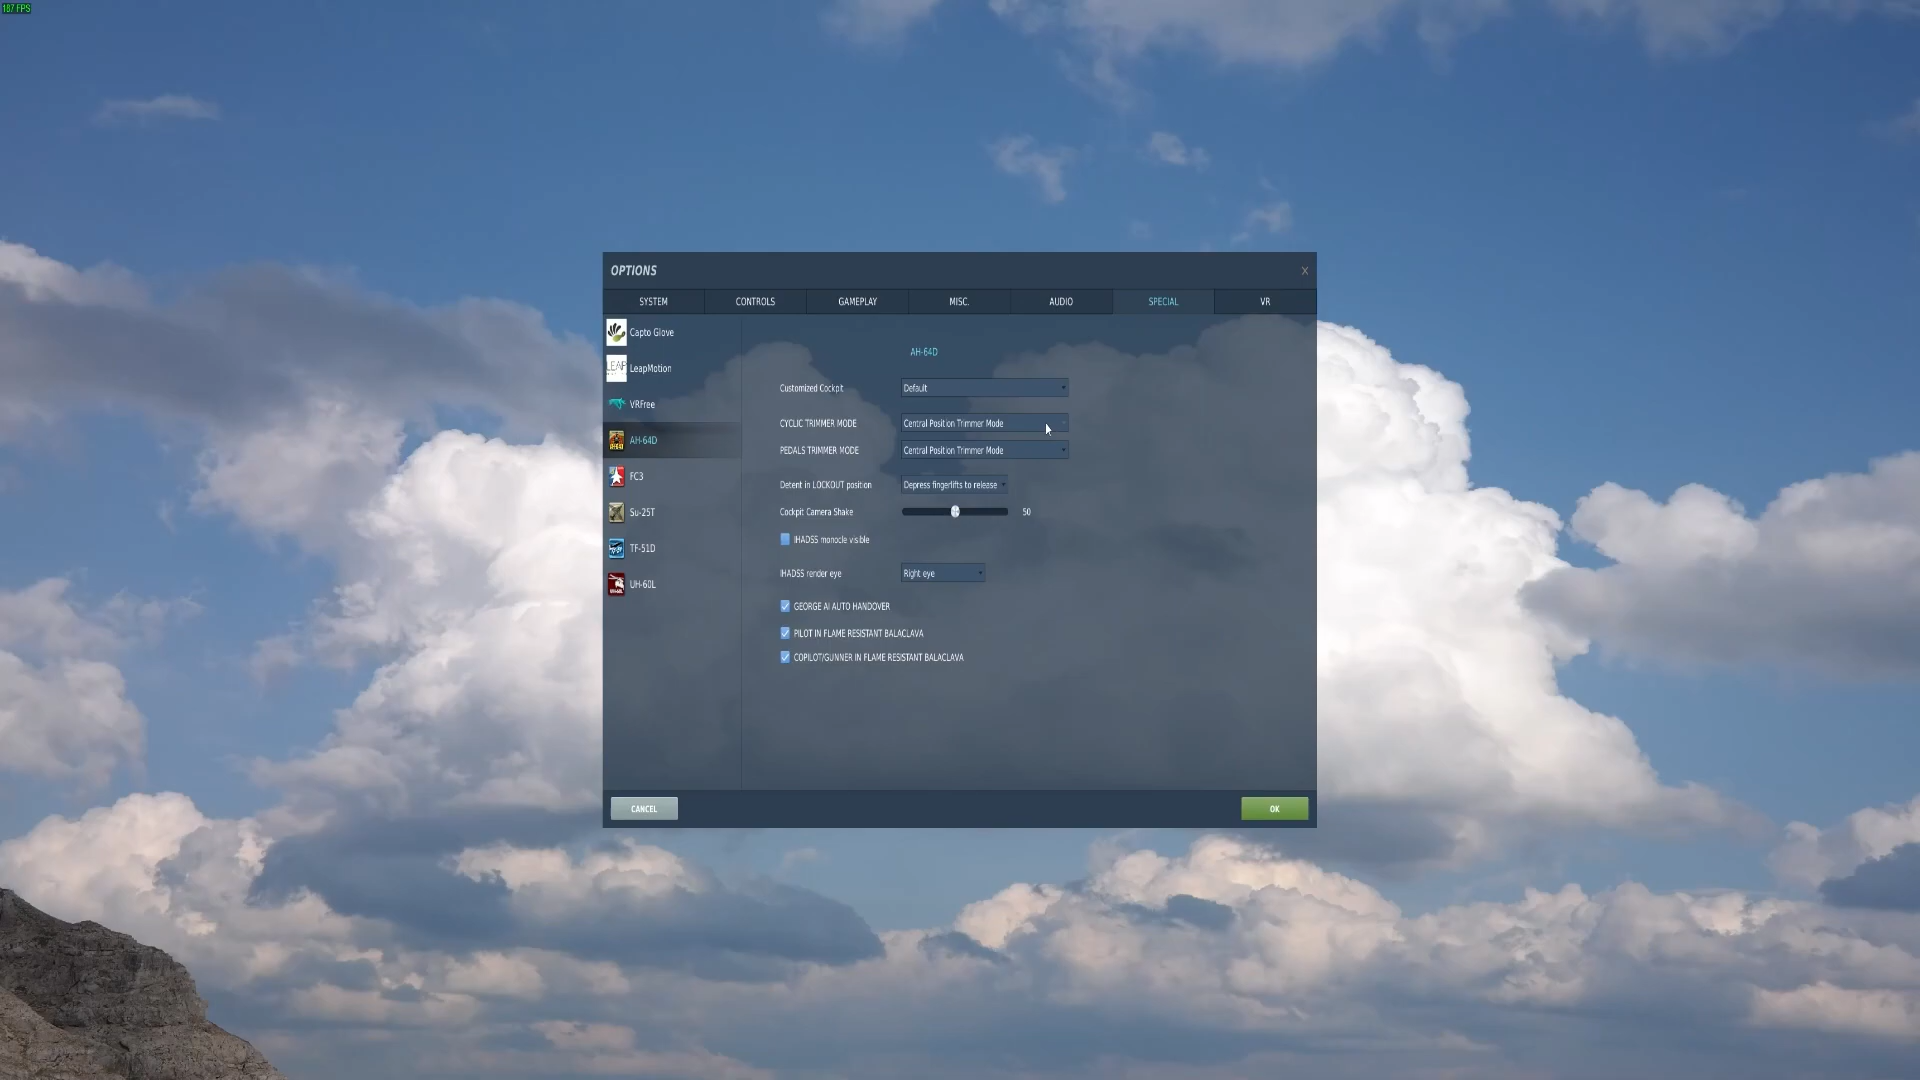 187 FPS
OPTIONS
X
SYSTEM
CONTROLS
GAMEPLAY
MISC.
AUDIO
SPECIAL
VR
Capto Glove
LEAP
LeapMotion
VRFree
AH-64D
FC3
Su-25T
TF-51D
UH-60L
AH-64D
Customized Cockpit
Default
CYCLIC TRIMMER MODE
Central Position Trimmer Mode
PEDALS TRIMMER MODE
Central Position Trimmer Mode
Detent in LOCKOUT position
Depress fingerlifts to release
Cockpit Camera Shake
50
IHADSS monocle visible
IHADSS render eye
Right eye
GEORGE AI AUTO HANDOVER
PILOT IN FLAME RESISTANT BALACLAVA
COPILOT/GUNNER IN FLAME RESISTANT BALACLAVA
CANCEL
OK